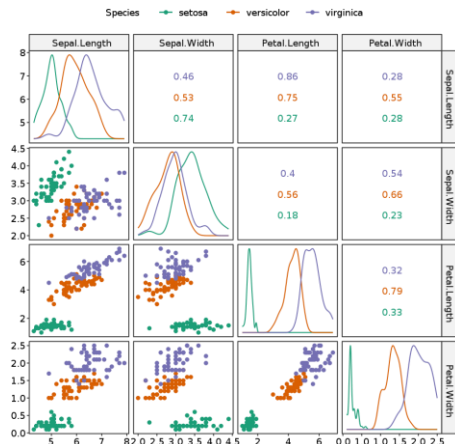 Species setosa versicolor virginica
Sepal.Length Sepal.Width Petal.Length Petal.Width
8
7
6
5
0.46 0.86 0.28
0.53 0.75 0.55
0.74 0.27 0.28
Sepal.Length
4.5
4.0
3.5
3.0
2.5
2.0
0.4 0.54
0.56 0.66
0.18 0.23
Sepal.Width
6
4
2
0.32
0.79
0.33
Petal.Length
2.5
2.0
1.5
1.0
0.5
0.0
Petal.Width
5 6 7 8 2.0 2.5 3.0 3.5 4.0 4.5 2 4 6 0.0 0.5 1.0 1.5 2.0 2.5